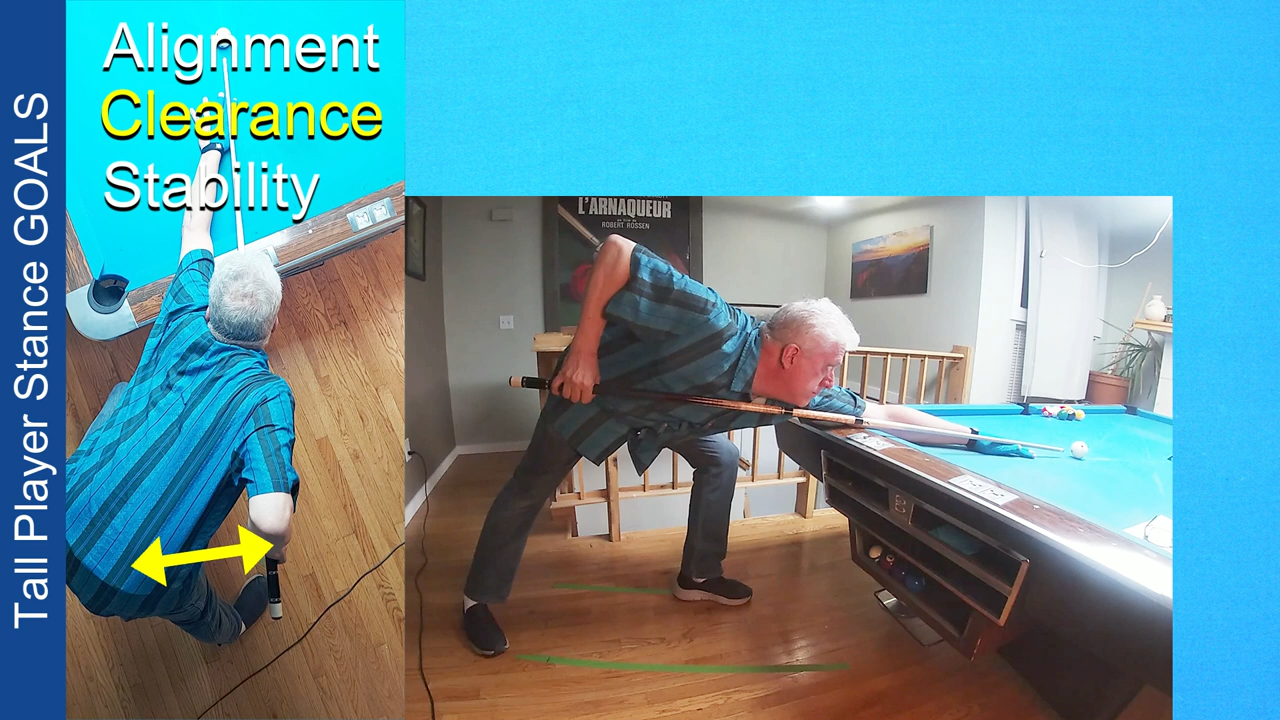 Tall Player Stance GOALS
Alignment
Clearance
Stability
L'ARNAQUEUR
ROBERT ROSSEN